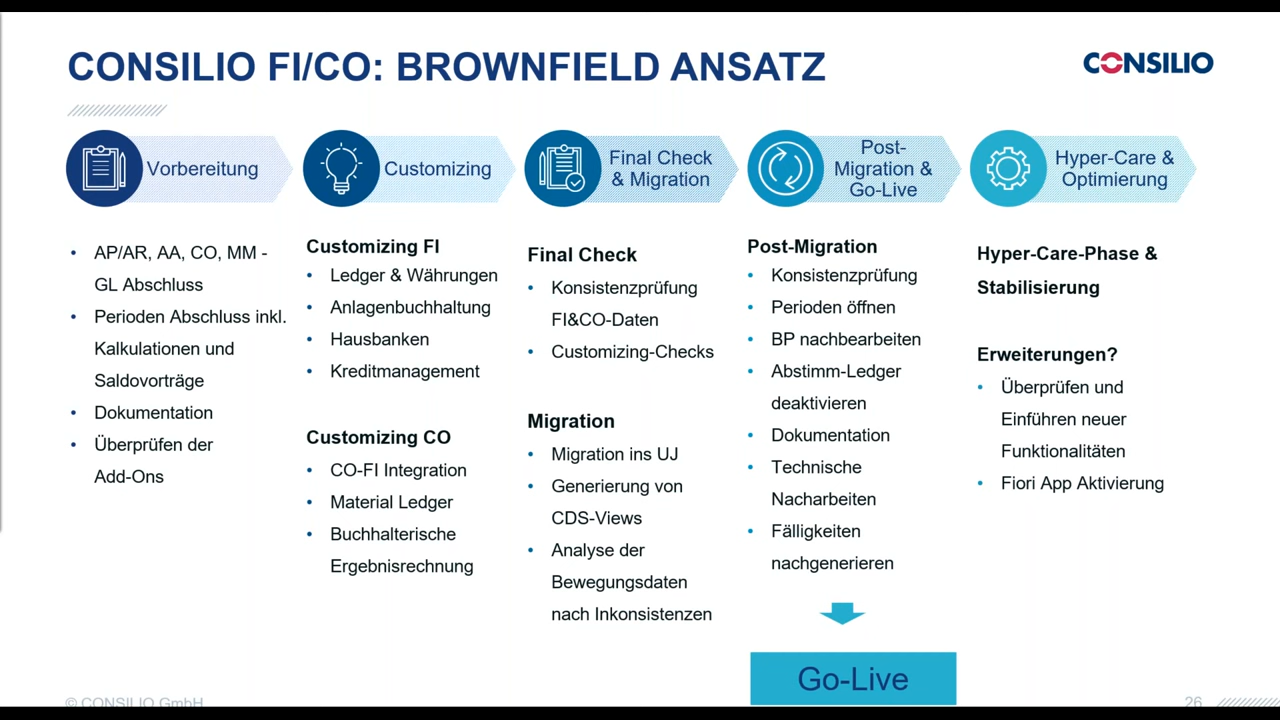 CONSILIO FI/CO: BROWNFIELD ANSATZ
CONSILIO
Vorbereitung
Customizing
Final Check
& Migration
Post-
Migration &
Go-Live
Hyper-Care &
Optimierung
• AP/AR, AA, CO, MM -
GL Abschluss
• Perioden Abschluss inkl.
Kalkulationen und
Saldovorträge
• Dokumentation
• Überprüfen der
Add-Ons
Customizing FI
• Ledger & Währungen
• Anlagenbuchhaltung
• Hausbanken
• Kreditmanagement
Customizing CO
• CO-FI Integration
• Material Ledger
• Buchhalterische
Ergebnisrechnung
Final Check
• Konsistenzprüfung
FI&CO-Daten
• Customizing-Checks
Migration
• Migration ins UJ
• Generierung von
CDS-Views
• Analyse der
Bewegungsdaten
nach Inkonsistenzen
Post-Migration
• Konsistenzprüfung
• Perioden öffnen
• BP nachbearbeiten
• Abstimm-Ledger
deaktivieren
• Dokumentation
• Technische
Nacharbeiten
• Fälligkeiten
nachgenerieren
Go-Live
Hyper-Care-Phase &
Stabilisierung
Erweiterungen?
• Überprüfen und
Einführen neuer
Funktionalitäten
• Fiori App Aktivierung
© CONSILIO GmbH
26